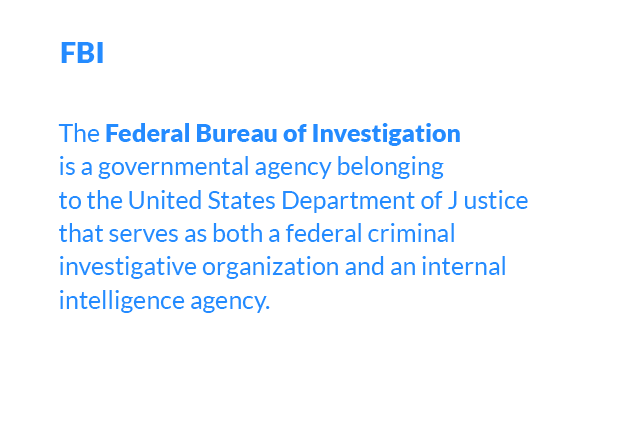 FBI
The Federal Bureau of Investigation
is a governmental agency belonging
to the United States Department of J ustice
that serves as both a federal criminal
investigative organization and an internal
intelligence agency.